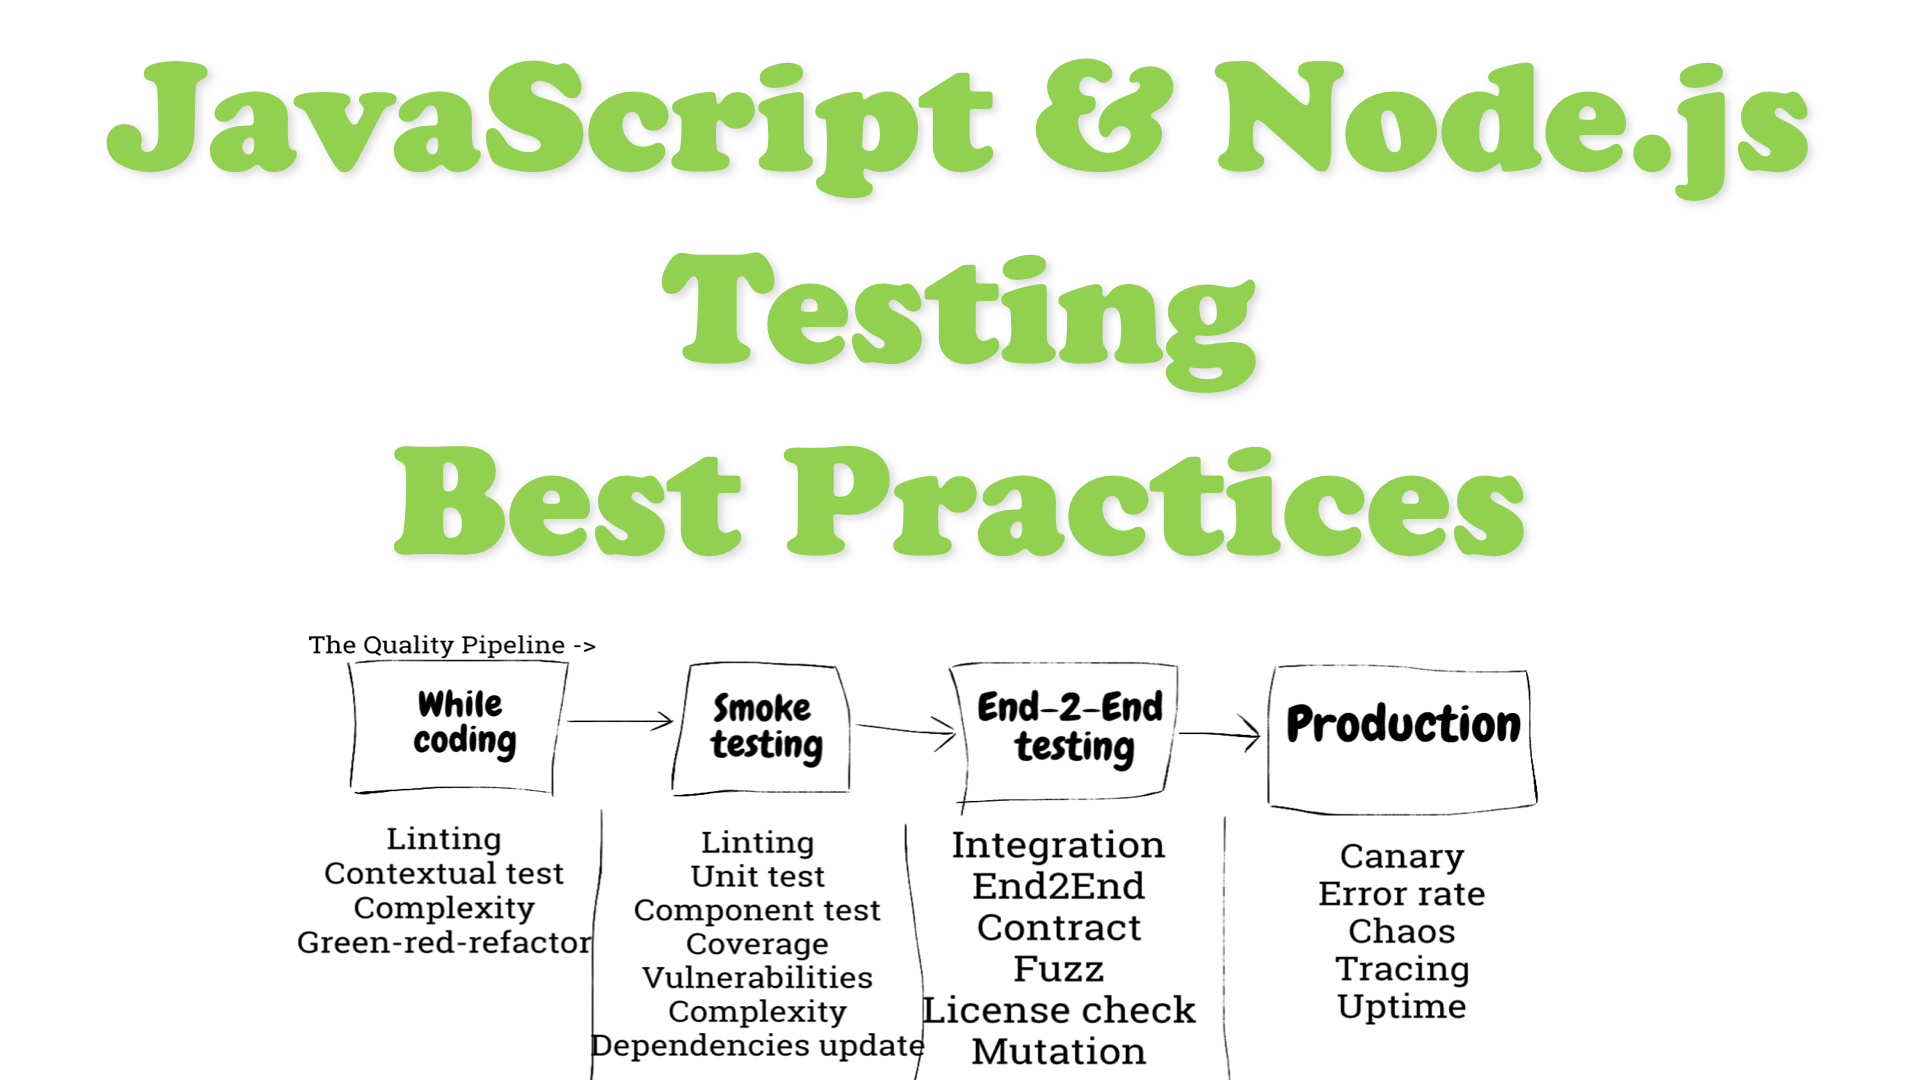 JavaScript & Node.js
Testing
Best Practices
The Quality Pipeline ->
While
coding
Smoke
testing
End-2-End
testing
Production
Linting
Contextual test
Complexity
Green-red-refactor
Linting
Unit test
Component test
Coverage
Vulnerabilities
Complexity
Dependencies update
Integration
End2End
Contract
Fuzz
License check
Mutation
Canary
Error rate
Chaos
Tracing
Uptime